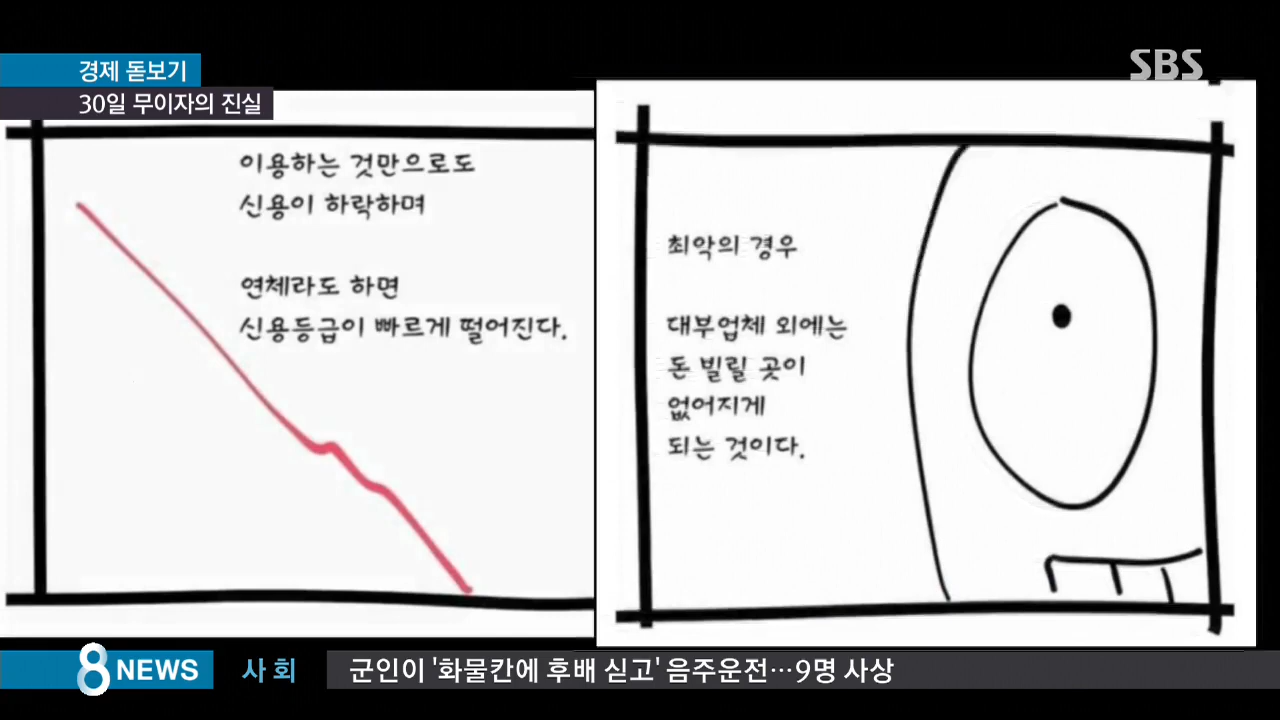 경제 돋보기
30일 무이자의 진실
SBS
이용하는 것만으로도
신용이 하락하며
연체라도 하면
신용등급이 빠르게 떨어진다.
최악의 경우
대부업체 외에는
돈 빌릴 곳이
없어지게
되는 것이다.
8 NEWS
사회
군인이 '화물칸에 후배 싣고' 음주운전…9명 사상